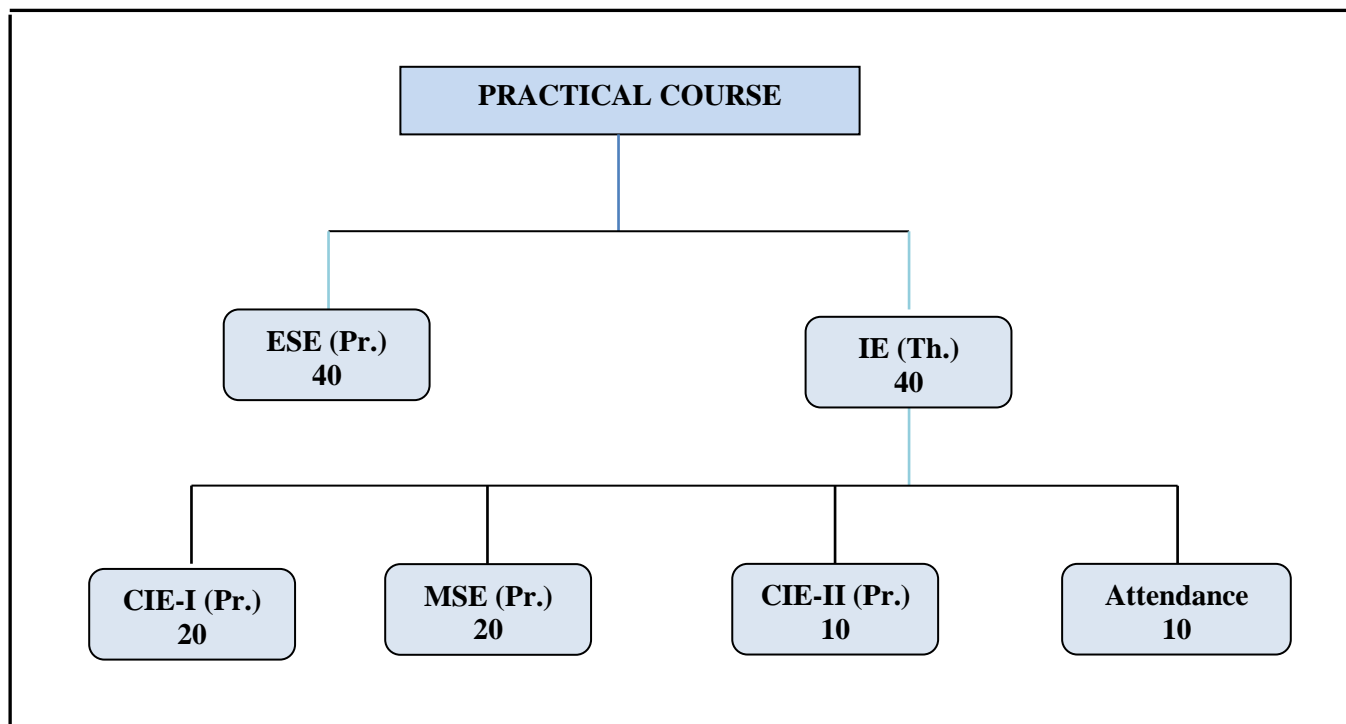 PRACTICAL COURSE
ESE (Pr.)
40
IE (Th.)
40
CIE-I (Pr.)
20
MSE (Pr.)
20
CIE-II (Pr.)
10
Attendance
10